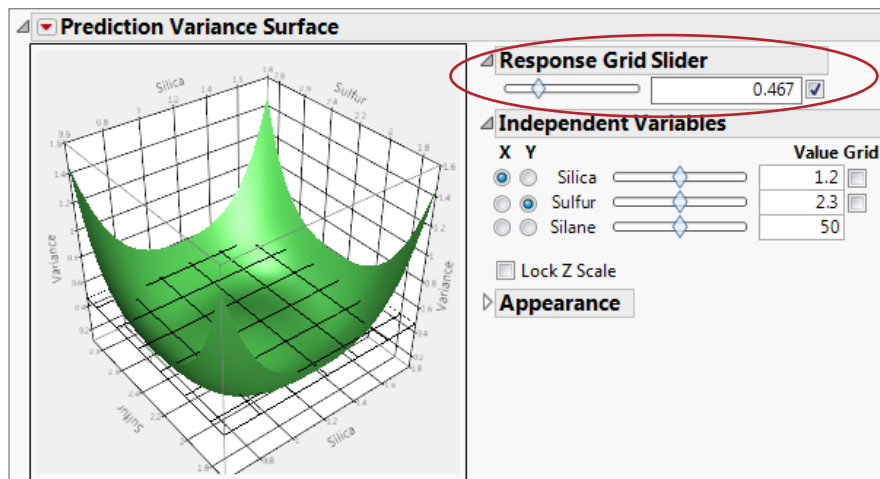 Prediction Variance Surface
Response Grid Slider
0.467
Independent Variables
X Y Value Grid
Silica 1.2
Sulfur 2.3
Silane 50
Lock Z Scale
Appearance
Silica
Sulfur
Variance
Variance
Sulfur
Silica